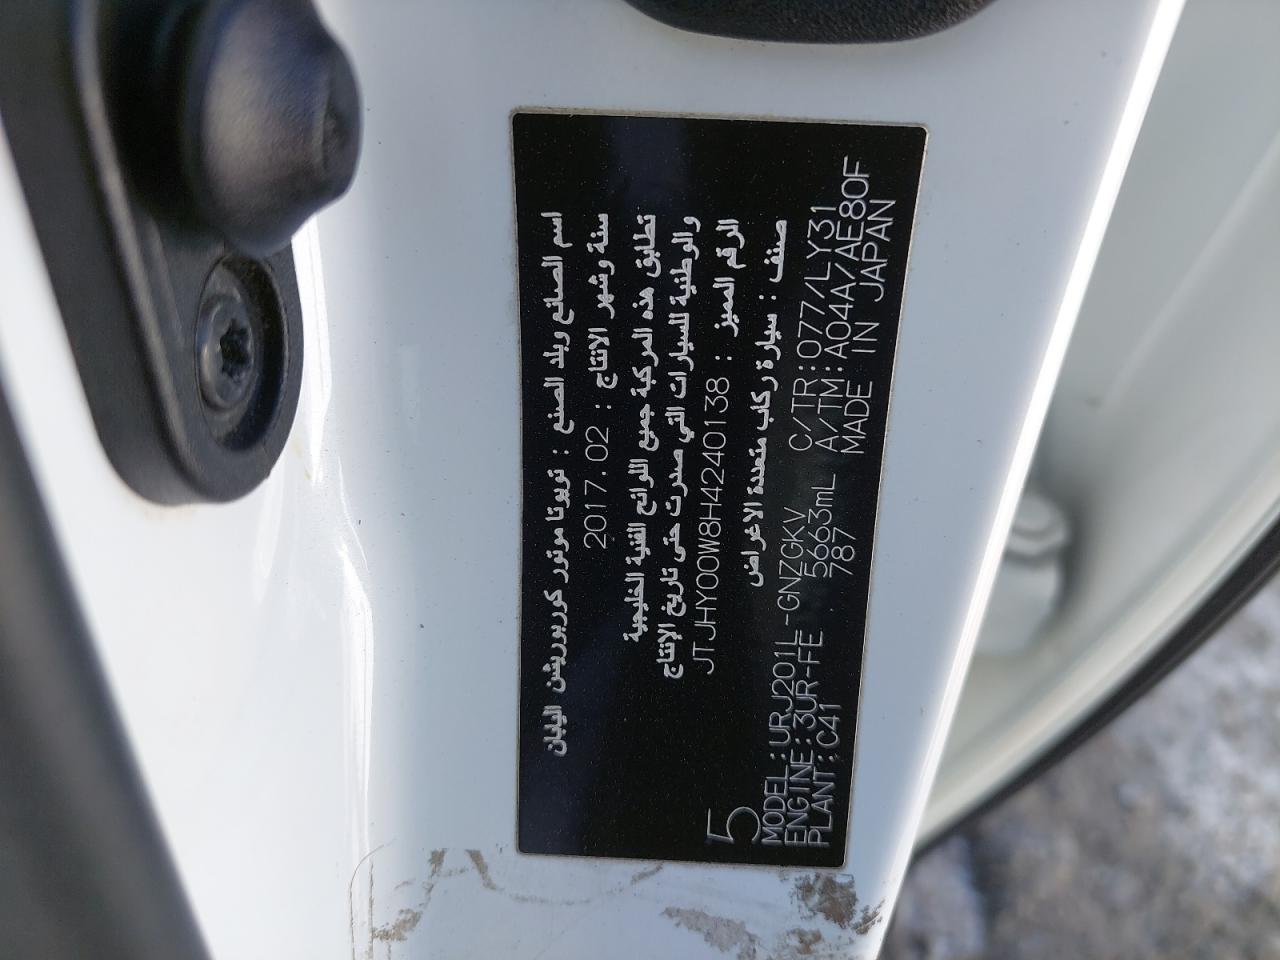 اسم الصانع وبلد الصنع : تويوتا موتور كوربوريشن اليابان
سنة وشهر الانتاج : 2017.02
تطابق هذه المركبة جميع اللوائح الفنية الخليجية
والوطنية للسيارات التي صدرت حتى تاريخ الإنتاج
الرقم المميز : JTJHY00W8H4240138
صنف : سيارة ركاب متعددة الاغراض
5
MODEL:URJ201L-GNZGKV C/TR:077/LY31
ENGINE:3UR-FE 5663mL A/TM:A04A/AE80F
PLANT:C41 787 MADE IN JAPAN